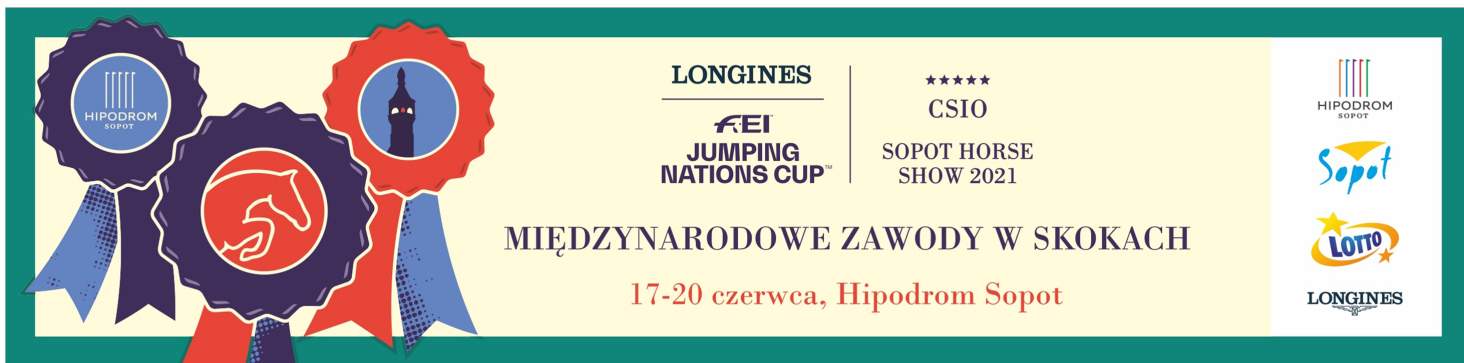 HIPODROM
SOPOT
LONGINES
FEI
JUMPING
NATIONS CUP™
CSIO
SOPOT HORSE
SHOW 2021
MIĘDZYNARODOWE ZAWODY W SKOKACH
17-20 czerwca, Hipodrom Sopot
HIPODROM
SOPOT
Sopot
LOTTO
LONGINES